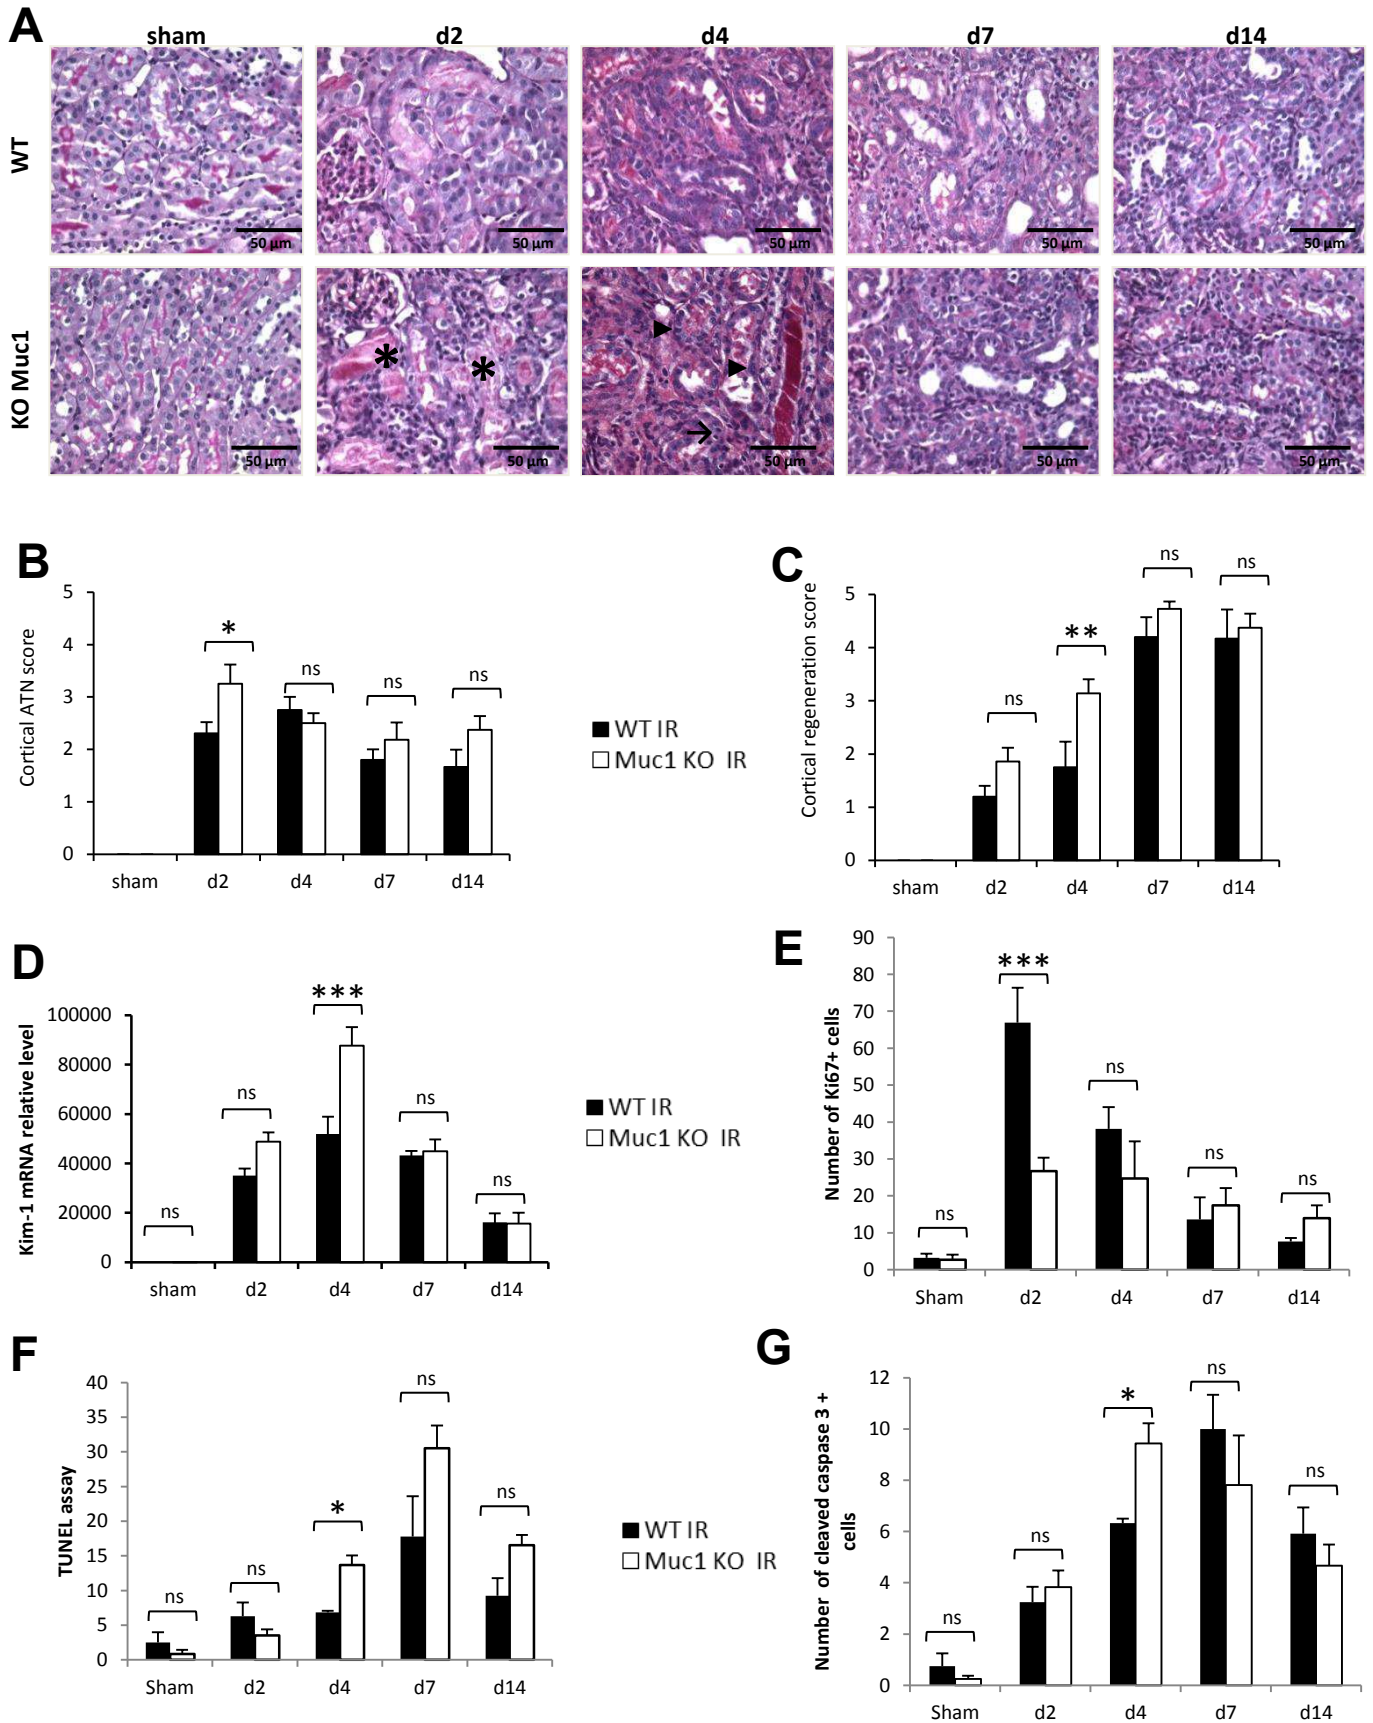 A
sham d2 d4 d7 d14
WT
50 µm 50 µm 50 µm 50 µm 50 µm
KO Muc1
* *
50 µm 50 µm 50 µm 50 µm 50 µm
B
Cortical ATN score
5
4
3
2
1
0
* ns ns ns
sham d2 d4 d7 d14
WT IR
Muc1 KO IR
C
Cortical regeneration score
5
4
3
2
1
0
ns ** ns ns
sham d2 d4 d7 d14
D
Kim-1 mRNA relative level
100000
80000
60000
40000
20000
0
ns ns *** ns ns
sham d2 d4 d7 d14
WT IR
Muc1 KO IR
E
Number of Ki67+ cells
90
80
70
60
50
40
30
20
10
0
ns *** ns ns ns
Sham d2 d4 d7 d14
F
TUNEL assay
40
35
30
25
20
15
10
5
0
ns ns * ns ns
Sham d2 d4 d7 d14
WT IR
Muc1 KO IR
G
Number of cleaved caspase 3 +
cells
12
10
8
6
4
2
0
ns ns * ns ns
Sham d2 d4 d7 d14